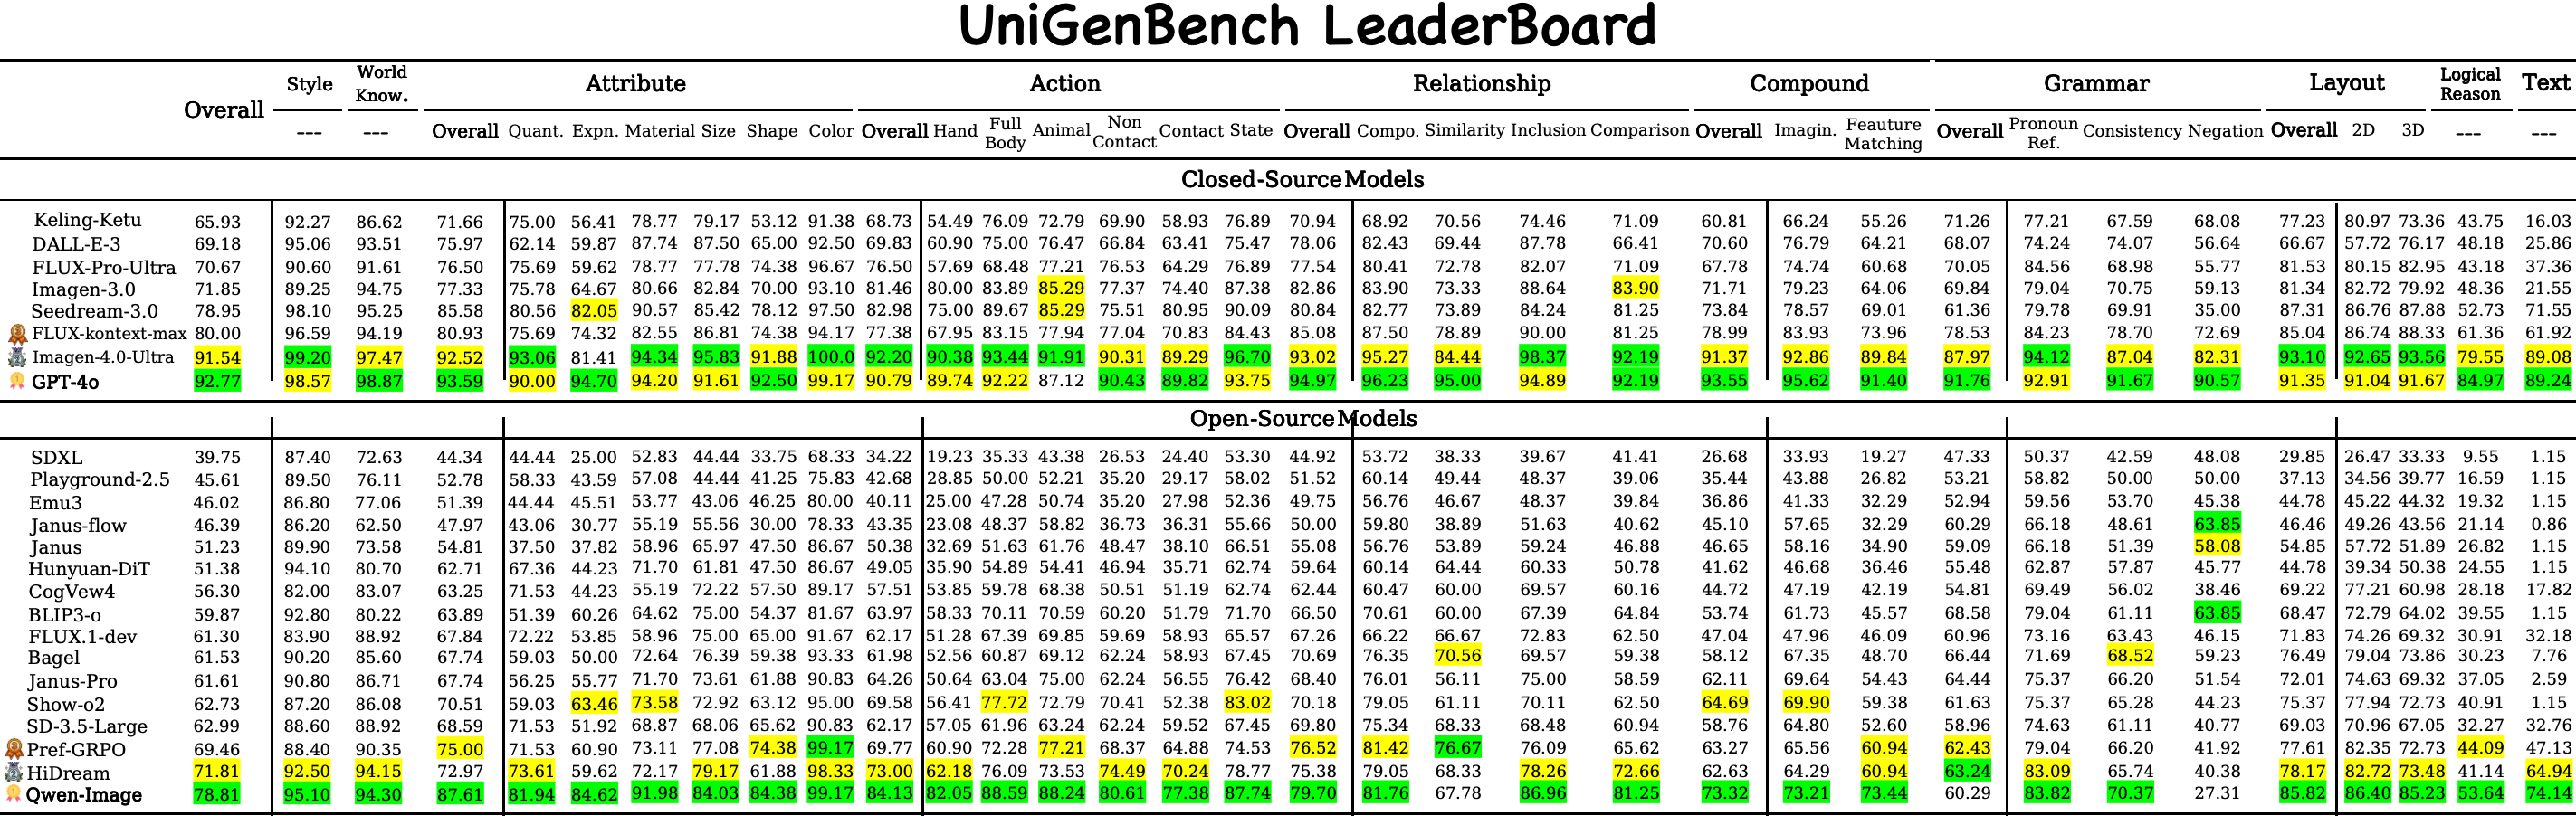 UniGenBench LeaderBoard
Overall Style World Know. Attribute Action Relationship Compound Grammar Layout Logical Reason Text
--- --- Overall Quant. Expn. Material Size Shape Color Overall Hand Full Body Animal Non Contact Contact State Overall Compo. Similarity Inclusion Comparison Overall Imagin. Feauture Matching Overall Pronoun Ref. Consistency Negation Overall 2D 3D --- ---
Closed-Source Models
Keling-Ketu 65.93 92.27 86.62 71.66 75.00 56.41 78.77 79.17 53.12 91.38 68.73 54.49 76.09 72.79 69.90 58.93 76.89 70.94 68.92 70.56 74.46 71.09 60.81 66.24 55.26 71.26 77.21 67.59 68.08 77.23 80.97 73.36 43.75 16.03
DALL-E-3 69.18 95.06 93.51 75.97 62.14 59.87 87.74 87.50 65.00 92.50 69.83 60.90 75.00 76.47 66.84 63.41 75.47 78.06 82.43 69.44 87.78 66.41 70.60 76.79 64.21 68.07 74.24 74.07 56.64 66.67 57.72 76.17 48.18 25.86
FLUX-Pro-Ultra 70.67 90.60 91.61 76.50 75.69 59.62 78.77 77.78 74.38 96.67 76.50 57.69 68.48 77.21 76.53 64.29 76.89 77.54 80.41 72.78 82.07 71.09 67.78 74.74 60.68 70.05 84.56 68.98 55.77 81.53 80.15 82.95 43.18 37.36
Imagen-3.0 71.85 89.25 94.75 77.33 75.78 64.67 80.66 82.84 70.00 93.10 81.46 80.00 83.89 85.29 77.37 74.40 87.38 82.86 83.90 73.33 88.64 83.90 71.71 79.23 64.06 69.84 79.04 70.75 59.13 81.34 82.72 79.92 48.36 21.55
Seedream-3.0 78.95 98.10 95.25 85.58 80.56 82.05 90.57 85.42 78.12 97.50 82.98 75.00 89.67 85.29 75.51 80.95 90.09 80.84 82.77 73.89 84.24 81.25 73.84 78.57 69.01 61.36 79.78 69.91 35.00 87.31 86.76 87.88 52.73 71.55
FLUX-kontext-max 80.00 96.59 94.19 80.93 75.69 74.32 82.55 86.81 74.38 94.17 77.38 67.95 83.15 77.94 77.04 70.83 84.43 85.08 87.50 78.89 90.00 81.25 78.99 83.93 73.96 78.53 84.23 78.70 72.69 85.04 86.74 88.33 61.36 61.92
Imagen-4.0-Ultra 91.54 99.20 97.47 92.52 93.06 81.41 94.34 95.83 91.88 100.0 92.20 90.38 93.44 91.91 90.31 89.29 96.70 93.02 95.27 84.44 98.37 92.19 91.37 92.86 89.84 87.97 94.12 87.04 82.31 93.10 92.65 93.56 79.55 89.08
GPT-4o 92.77 98.57 98.87 93.59 90.00 94.70 94.20 91.61 92.50 99.17 90.79 89.74 92.22 87.12 90.43 89.82 93.75 94.97 96.23 95.00 94.89 92.19 93.55 95.62 91.40 91.76 92.91 91.67 90.57 91.35 91.04 91.67 84.97 89.24
Open-Source Models
SDXL 39.75 87.40 72.63 44.34 44.44 25.00 52.83 44.44 33.75 68.33 34.22 19.23 35.33 43.38 26.53 24.40 53.30 44.92 53.72 38.33 39.67 41.41 26.68 33.93 19.27 47.33 50.37 42.59 48.08 29.85 26.47 33.33 9.55 1.15
Playground-2.5 45.61 89.50 76.11 52.78 58.33 43.59 57.08 44.44 41.25 75.83 42.68 28.85 50.00 52.21 35.20 29.17 58.02 51.52 60.14 49.44 48.37 39.06 35.44 43.88 26.82 53.21 58.82 50.00 50.00 37.13 34.56 39.77 16.59 1.15
Emu3 46.02 86.80 77.06 51.39 44.44 45.51 53.77 43.06 46.25 80.00 40.11 25.00 47.28 50.74 35.20 27.98 52.36 49.75 56.76 46.67 48.37 39.84 36.86 41.33 32.29 52.94 59.56 53.70 45.38 44.78 45.22 44.32 19.32 1.15
Janus-flow 46.39 86.20 62.50 47.97 43.06 30.77 55.19 55.56 30.00 78.33 43.35 23.08 48.37 58.82 36.73 36.31 55.66 50.00 59.80 38.89 51.63 40.62 45.10 57.65 32.29 60.29 66.18 48.61 63.85 46.46 49.26 43.56 21.14 0.86
Janus 51.23 89.90 73.58 54.81 37.50 37.82 58.96 65.97 47.50 86.67 50.38 32.69 51.63 61.76 48.47 38.10 66.51 55.08 56.76 53.89 59.24 46.88 46.65 58.16 34.90 59.09 66.18 51.39 58.08 54.85 57.72 51.89 26.82 1.15
Hunyuan-DiT 51.38 94.10 80.70 62.71 67.36 44.23 71.70 61.81 47.50 86.67 49.05 35.90 54.89 54.41 46.94 35.71 62.74 59.64 60.14 64.44 60.33 50.78 41.62 46.68 36.46 55.48 62.87 57.87 45.77 44.78 39.34 50.38 24.55 1.15
CogVew4 56.30 82.00 83.07 63.25 71.53 44.23 55.19 72.22 57.50 89.17 57.51 53.85 59.78 68.38 50.51 51.19 62.74 62.44 60.47 60.00 69.57 60.16 44.72 47.19 42.19 54.81 69.49 56.02 38.46 69.22 77.21 60.98 28.18 17.82
BLIP3-o 59.87 92.80 80.22 63.89 51.39 60.26 64.62 75.00 54.37 81.67 63.97 58.33 70.11 70.59 60.20 51.79 71.70 66.50 70.61 60.00 67.39 64.84 53.74 61.73 45.57 68.58 79.04 61.11 63.85 68.47 72.79 64.02 39.55 1.15
FLUX.1-dev 61.30 83.90 88.92 67.84 72.22 53.85 58.96 75.00 65.00 91.67 62.17 51.28 67.39 69.85 59.69 58.93 65.57 67.26 66.22 66.67 72.83 62.50 47.04 47.96 46.09 60.96 73.16 63.43 46.15 71.83 74.26 69.32 30.91 32.18
Bagel 61.53 90.20 85.60 67.74 59.03 50.00 72.64 76.39 59.38 93.33 61.98 52.56 60.87 69.12 62.24 58.93 67.45 70.69 76.35 70.56 69.57 59.38 58.12 67.35 48.70 66.44 71.69 68.52 59.23 76.49 79.04 73.86 30.23 7.76
Janus-Pro 61.61 90.80 86.71 67.74 56.25 55.77 71.70 73.61 61.88 90.83 64.26 50.64 63.04 75.00 62.24 56.55 76.42 68.40 76.01 56.11 75.00 58.59 62.11 69.64 54.43 64.44 75.37 66.20 51.54 72.01 74.63 69.32 37.05 2.59
Show-o2 62.73 87.20 86.08 70.51 59.03 63.46 73.58 72.92 63.12 95.00 69.58 56.41 77.72 72.79 70.41 52.38 83.02 70.18 79.05 61.11 70.11 62.50 64.69 69.90 59.38 61.63 75.37 65.28 44.23 75.37 77.94 72.73 40.91 1.15
SD-3.5-Large 62.99 88.60 88.92 68.59 71.53 51.92 68.87 68.06 65.62 90.83 62.17 57.05 61.96 63.24 62.24 59.52 67.45 69.80 75.34 68.33 68.48 60.94 58.76 64.80 52.60 58.96 74.63 61.11 40.77 69.03 70.96 67.05 32.27 32.76
Pref-GRPO 69.46 88.40 90.35 75.00 71.53 60.90 73.11 77.08 74.38 99.17 69.77 60.90 72.28 77.21 68.37 64.88 74.53 76.52 81.42 76.67 76.09 65.62 63.27 65.56 60.94 62.43 79.04 66.20 41.92 77.61 82.35 72.73 44.09 47.13
HiDream 71.81 92.50 94.15 72.97 73.61 59.62 72.17 79.17 61.88 98.33 73.00 62.18 76.09 73.53 74.49 70.24 78.77 75.38 79.05 68.33 78.26 72.66 62.63 64.29 60.94 63.24 83.09 65.74 40.38 78.17 82.72 73.48 41.14 64.94
Qwen-Image 78.81 95.10 94.30 87.61 81.94 84.62 91.98 84.03 84.38 99.17 84.13 82.05 88.59 88.24 80.61 77.38 87.74 79.70 81.76 67.78 86.96 81.25 73.32 73.21 73.44 60.29 83.82 70.37 27.31 85.82 86.40 85.23 53.64 74.14